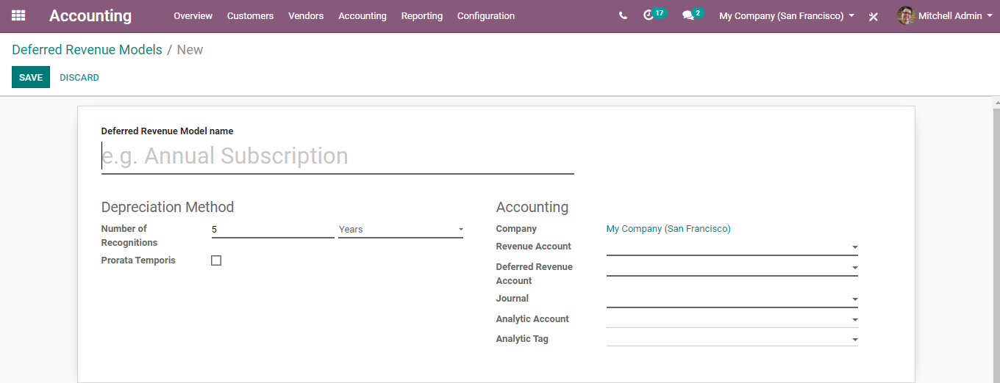 Accounting Overview Customers Vendors Accounting Reporting Configuration 17 2 My Company (San Francisco) Mitchell Admin
Deferred Revenue Models / New
SAVE DISCARD
Deferred Revenue Model name
e.g. Annual Subscription
Depreciation Method
Number of
Recognitions
5 Years
Prorata Temporis
Accounting
Company My Company (San Francisco)
Revenue Account
Deferred Revenue
Account
Journal
Analytic Account
Analytic Tag